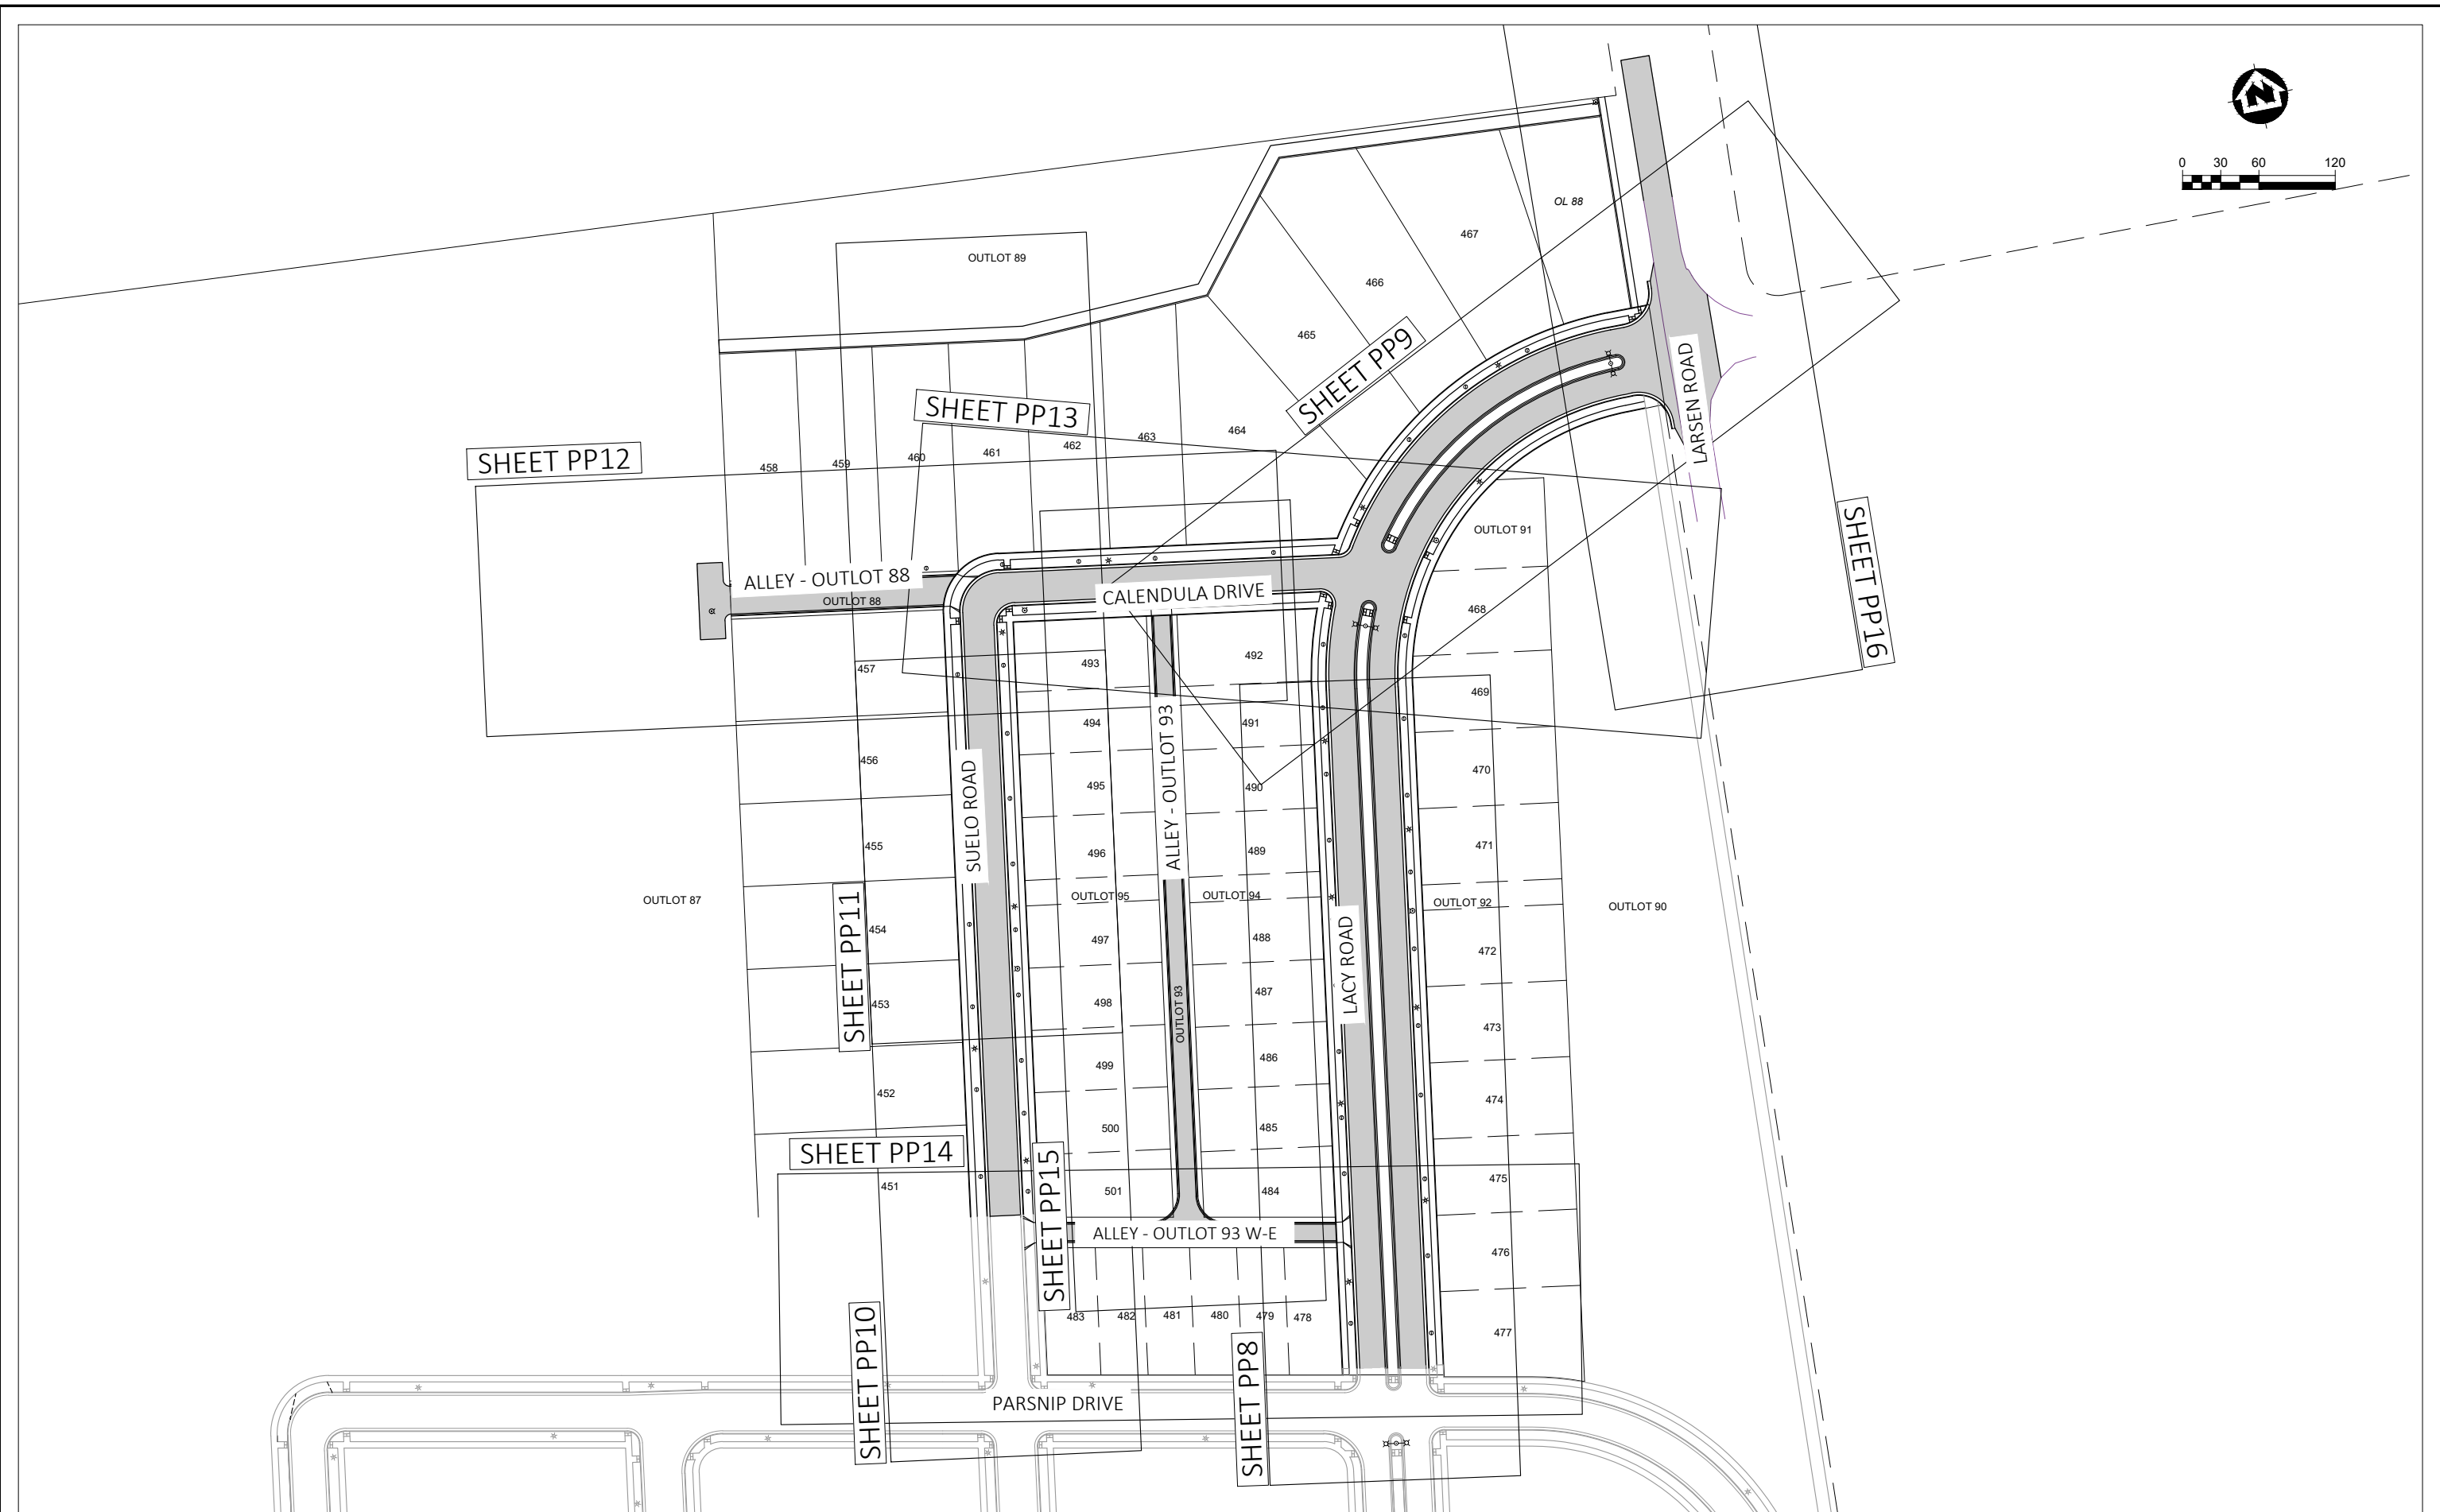 N
0 30 60 120
OL 88
467
OUTLOT 89
466
465
SHEET PP9
LARSEN ROAD
SHEET PP13
SHEET PP12
464
463
462
461
460
459
458
OUTLOT 91
SHEET PP16
ALLEY - OUTLOT 88
OUTLOT 88
CALENDULA DRIVE
468
457
493
492
469
494
491
ALLEY - OUTLOT 93
456
SUELO ROAD
495
490
470
455
496
489
471
OUTLOT 87
SHEET PP11
OUTLOT 95
OUTLOT 94
OUTLOT 92
OUTLOT 90
454
497
488
LACY ROAD
472
453
498
OUTLOT 93
487
473
499
486
452
500
485
474
SHEET PP14
SHEET PP15
451
501
484
475
ALLEY - OUTLOT 93 W-E
476
483
482
481
480
479
478
477
SHEET PP10
SHEET PP8
PARSNIP DRIVE